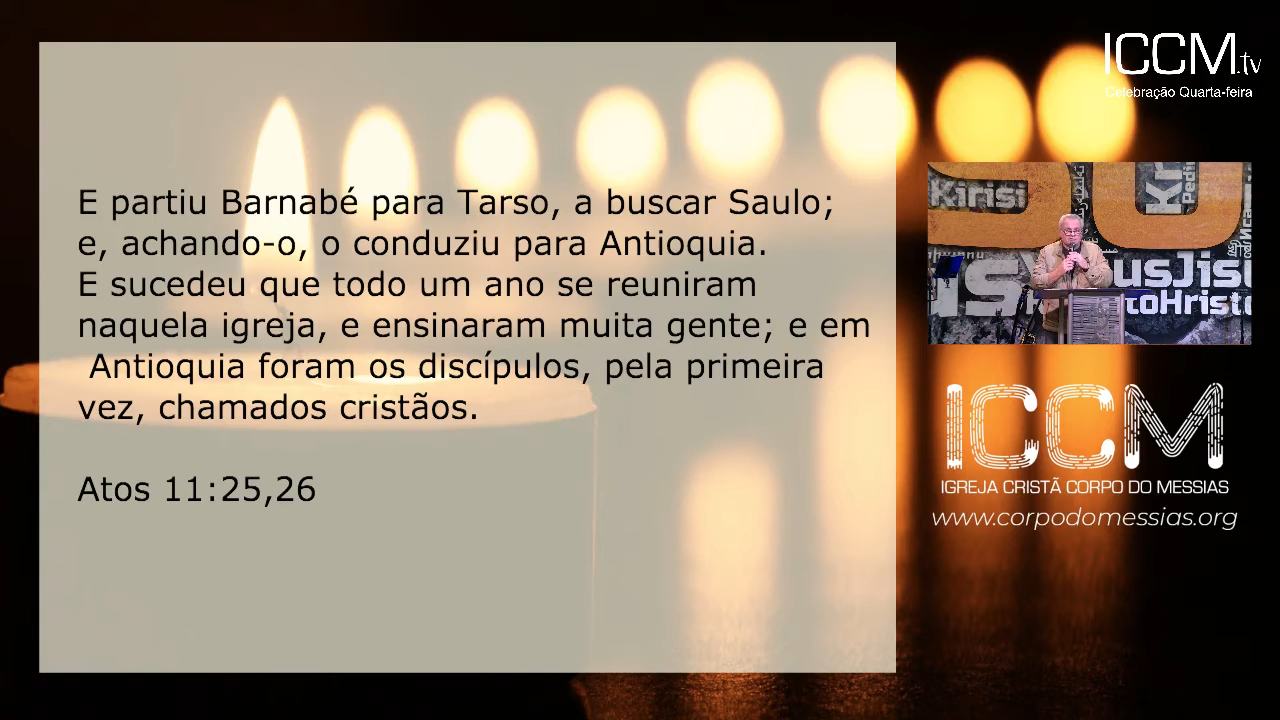 ICCM.tv
Celebração Quarta-feira
E partiu Barnabé para Tarso, a buscar Saulo;
e, achando-o, o conduziu para Antioquia.
E sucedeu que todo um ano se reuniram
naquela igreja, e ensinaram muita gente; e em
Antioquia foram os discípulos, pela primeira
vez, chamados cristãos.
Atos 11:25,26
Kirisi
ICCM
IGREJA CRISTÃ CORPO DO MESSIAS
www.corpodomessias.org